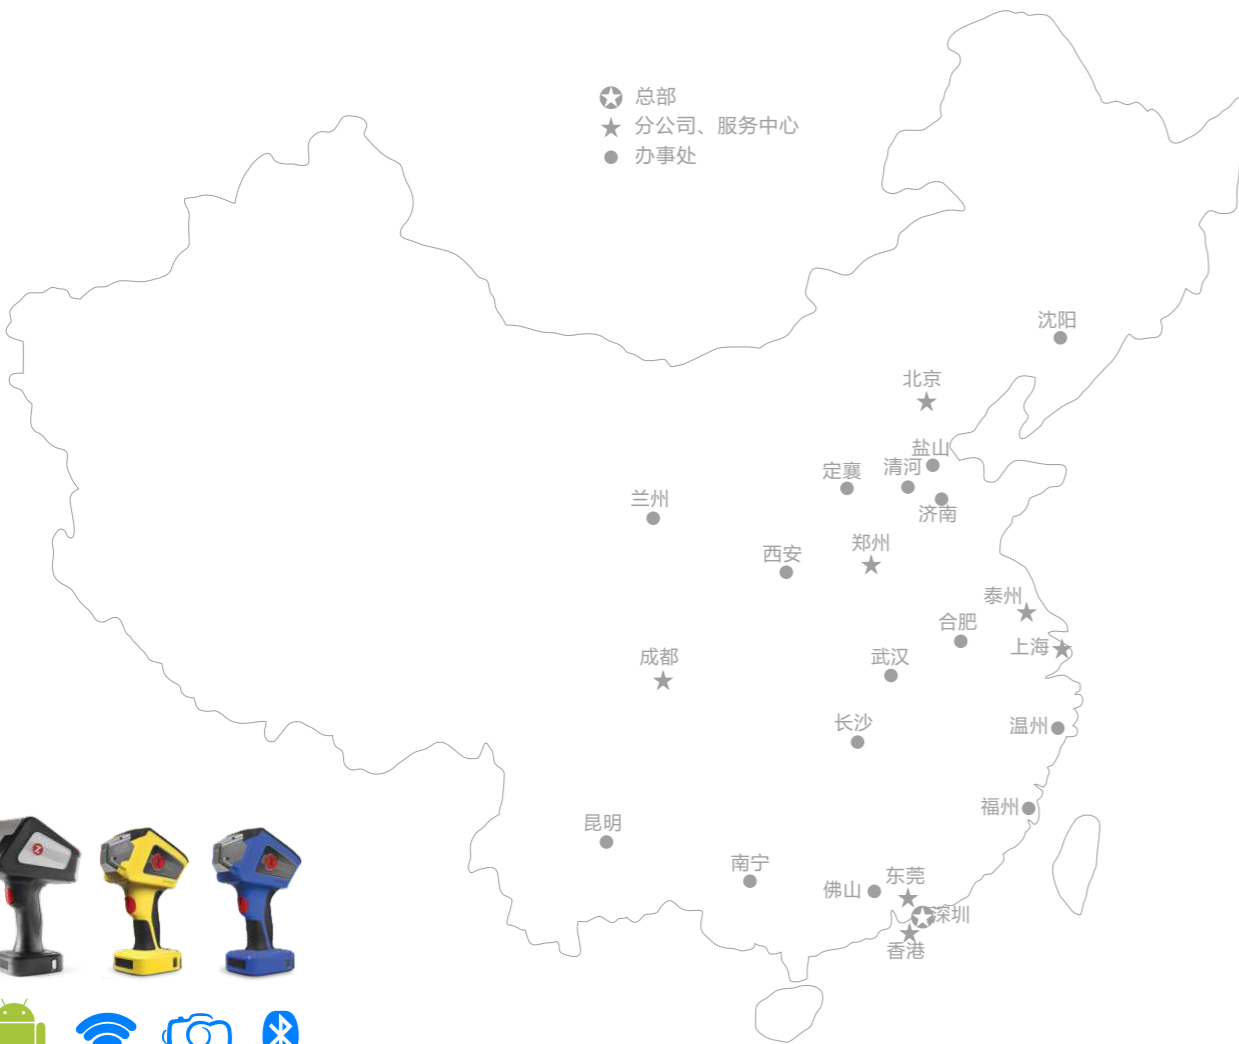 总部
分公司、服务中心
办事处
沈阳
北京
盐山
清河
定襄
济南
兰州
郑州
西安
泰州
合肥
上海
成都
武汉
长沙
温州
福州
昆明
南宁
东莞
佛山
深圳
香港